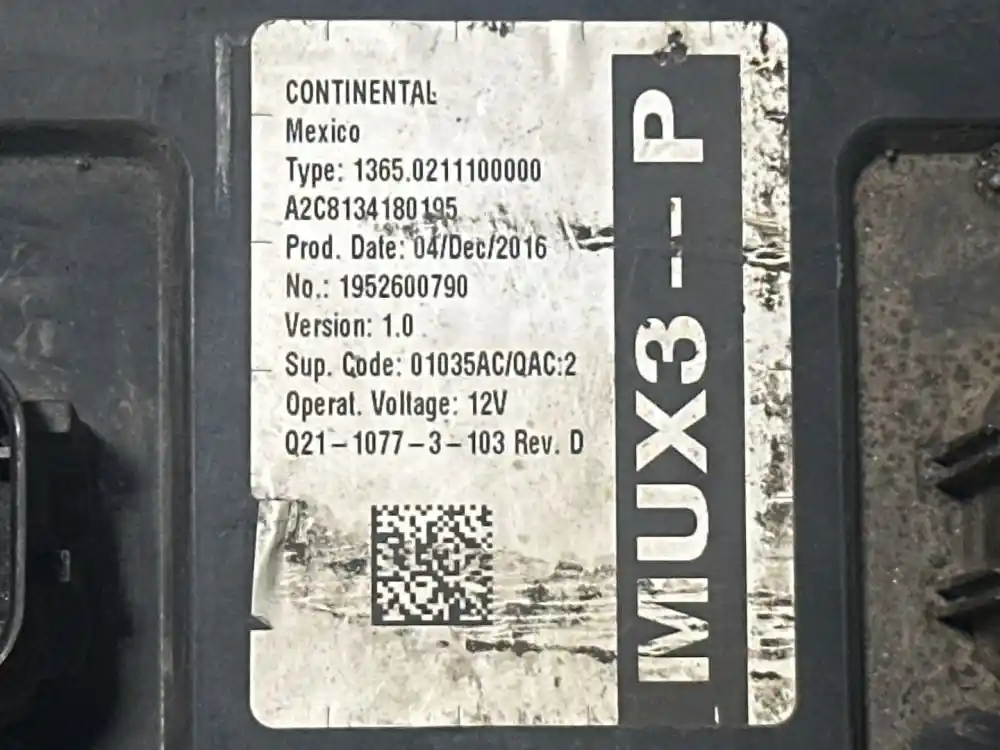 CONTINENTAL
Mexico
Type: 1365.0211100000
A2C8134180195
Prod. Date: 04/Dec/2016
No.: 1952600790
Version: 1.0
Sup. Code: 01035AC/QAC:2
Operat. Voltage: 12V
Q21-1077-3-103 Rev. D
MUX3--P